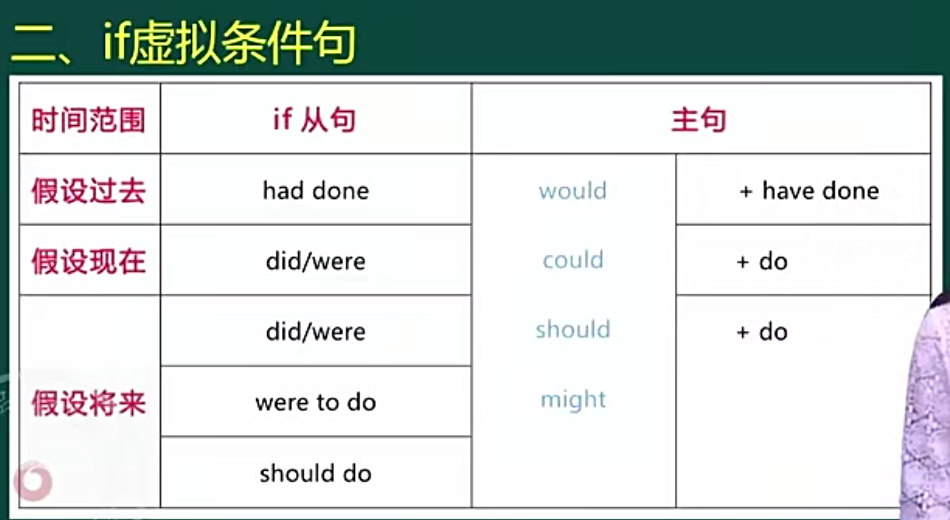 二、if虚拟条件句
时间范围 if 从句 主句
假设过去 had done would + have done
假设现在 did/were could + do
did/were should + do
假设将来 were to do might
should do